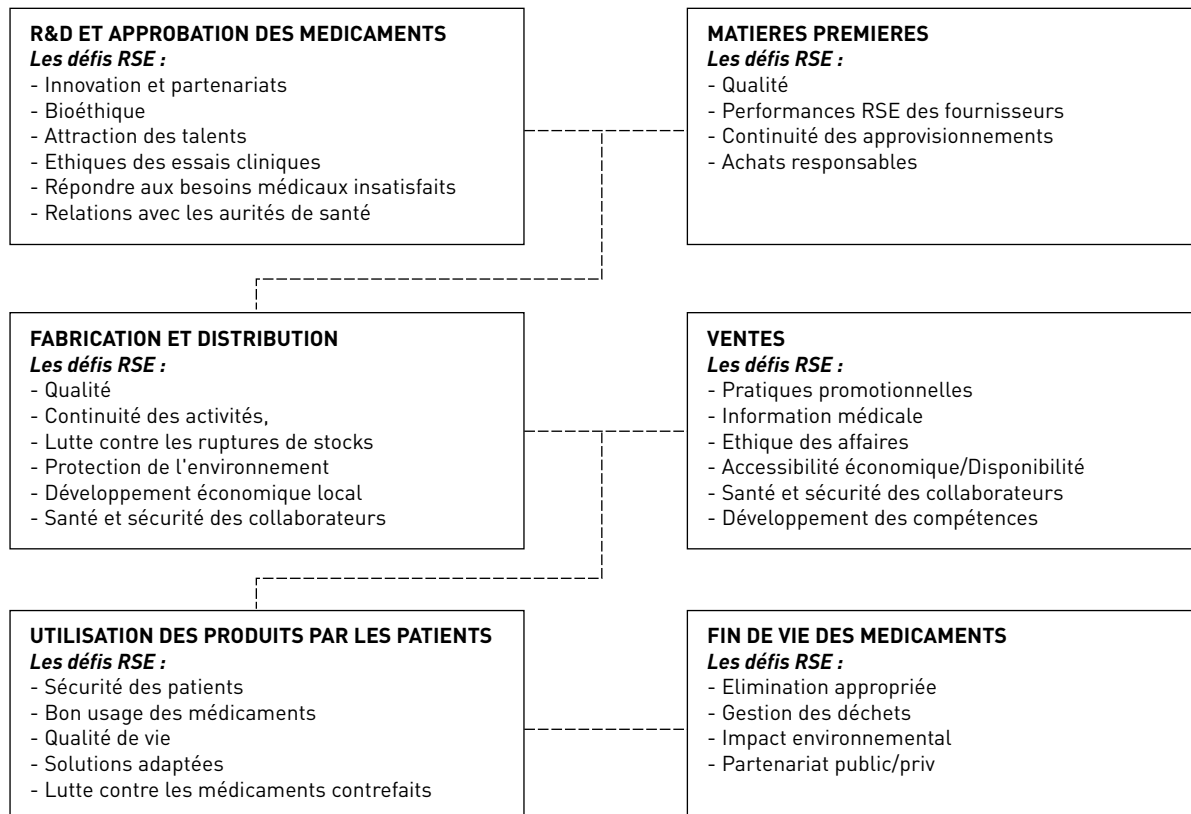 R&D ET APPROBATION DES MEDICAMENTS
Les défis RSE :
- Innovation et partenariats
- Bioéthique
- Attraction des talents
- Ethiques des essais cliniques
- Répondre aux besoins médicaux insatisfaits
- Relations avec les aurités de santé
MATIERES PREMIERES
Les défis RSE :
- Qualité
- Performances RSE des fournisseurs
- Continuité des approvisionnements
- Achats responsables
FABRICATION ET DISTRIBUTION
Les défis RSE :
- Qualité
- Continuité des activités,
- Lutte contre les ruptures de stocks
- Protection de l'environnement
- Développement économique local
- Santé et sécurité des collaborateurs
VENTES
Les défis RSE :
- Pratiques promotionnelles
- Information médicale
- Ethique des affaires
- Accessibilité économique/Disponibilité
- Santé et sécurité des collaborateurs
- Développement des compétences
UTILISATION DES PRODUITS PAR LES PATIENTS
Les défis RSE :
- Sécurité des patients
- Bon usage des médicaments
- Qualité de vie
- Solutions adaptées
- Lutte contre les médicaments contrefaits
FIN DE VIE DES MEDICAMENTS
Les défis RSE :
- Elimination appropriée
- Gestion des déchets
- Impact environnemental
- Partenariat public/priv